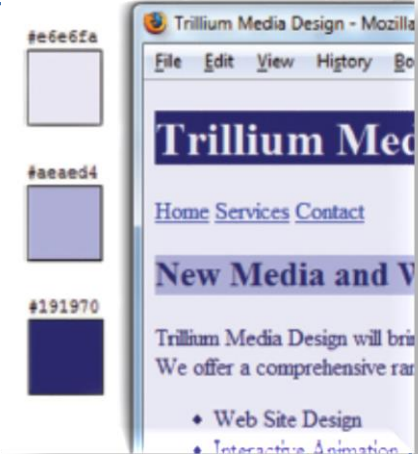 #e6e6fa
#aeaed4
#191970
Trillium Media Design - Mozilla
File Edit View History Bo
Trillium Med
Home Services Contact
New Media and W
Trillium Media Design will brin
We offer a comprehensive ran
Web Site Design
Interactive Animation